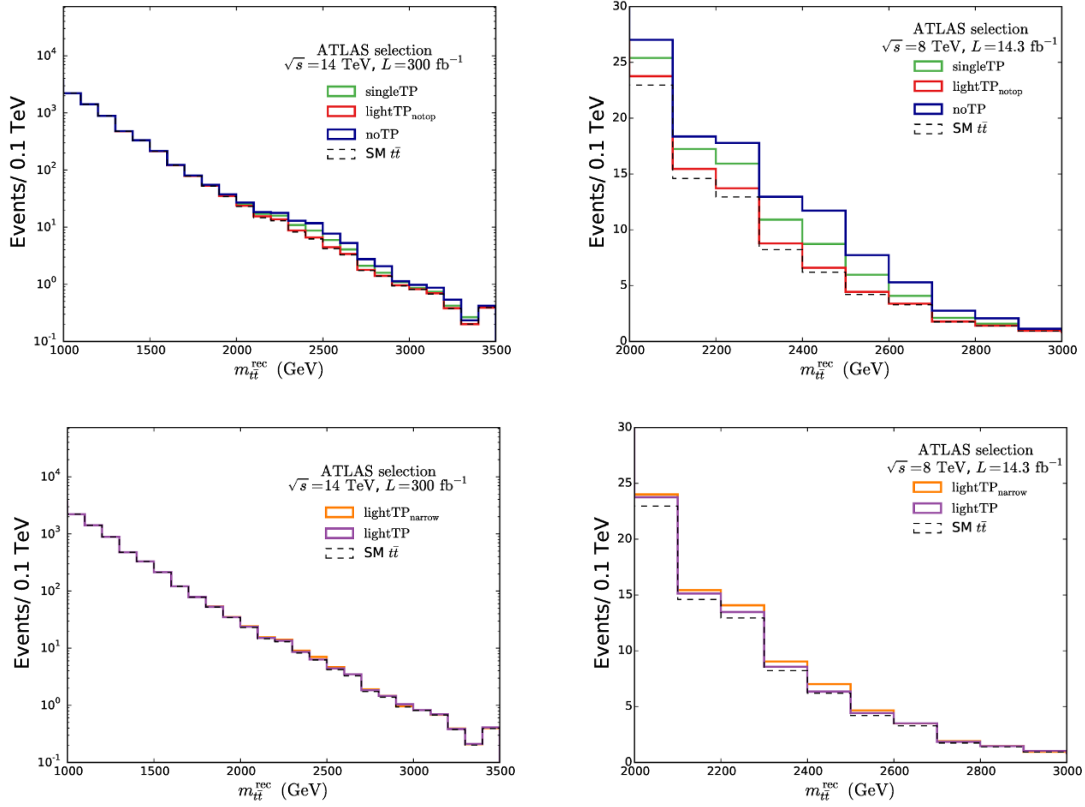 ATLAS selection
√s =14 TeV, L=300 fb⁻¹
singleTP
lightTP_notop
noTP
SM tt̄
Events/ 0.1 TeV
10⁴
10³
10²
10¹
10⁰
10⁻¹
1000 1500 2000 2500 3000 3500
m_tt̄^rec (GeV)
ATLAS selection
√s =8 TeV, L=14.3 fb⁻¹
singleTP
lightTP_notop
noTP
SM tt̄
Events/ 0.1 TeV
30
25
20
15
10
5
0
2000 2200 2400 2600 2800 3000
m_tt̄^rec (GeV)
ATLAS selection
√s =14 TeV, L=300 fb⁻¹
lightTP_narrow
lightTP
SM tt̄
Events/ 0.1 TeV
10⁴
10³
10²
10¹
10⁰
10⁻¹
1000 1500 2000 2500 3000 3500
m_tt̄^rec (GeV)
ATLAS selection
√s =8 TeV, L=14.3 fb⁻¹
lightTP_narrow
lightTP
SM tt̄
Events/ 0.1 TeV
30
25
20
15
10
5
0
2000 2200 2400 2600 2800 3000
m_tt̄^rec (GeV)